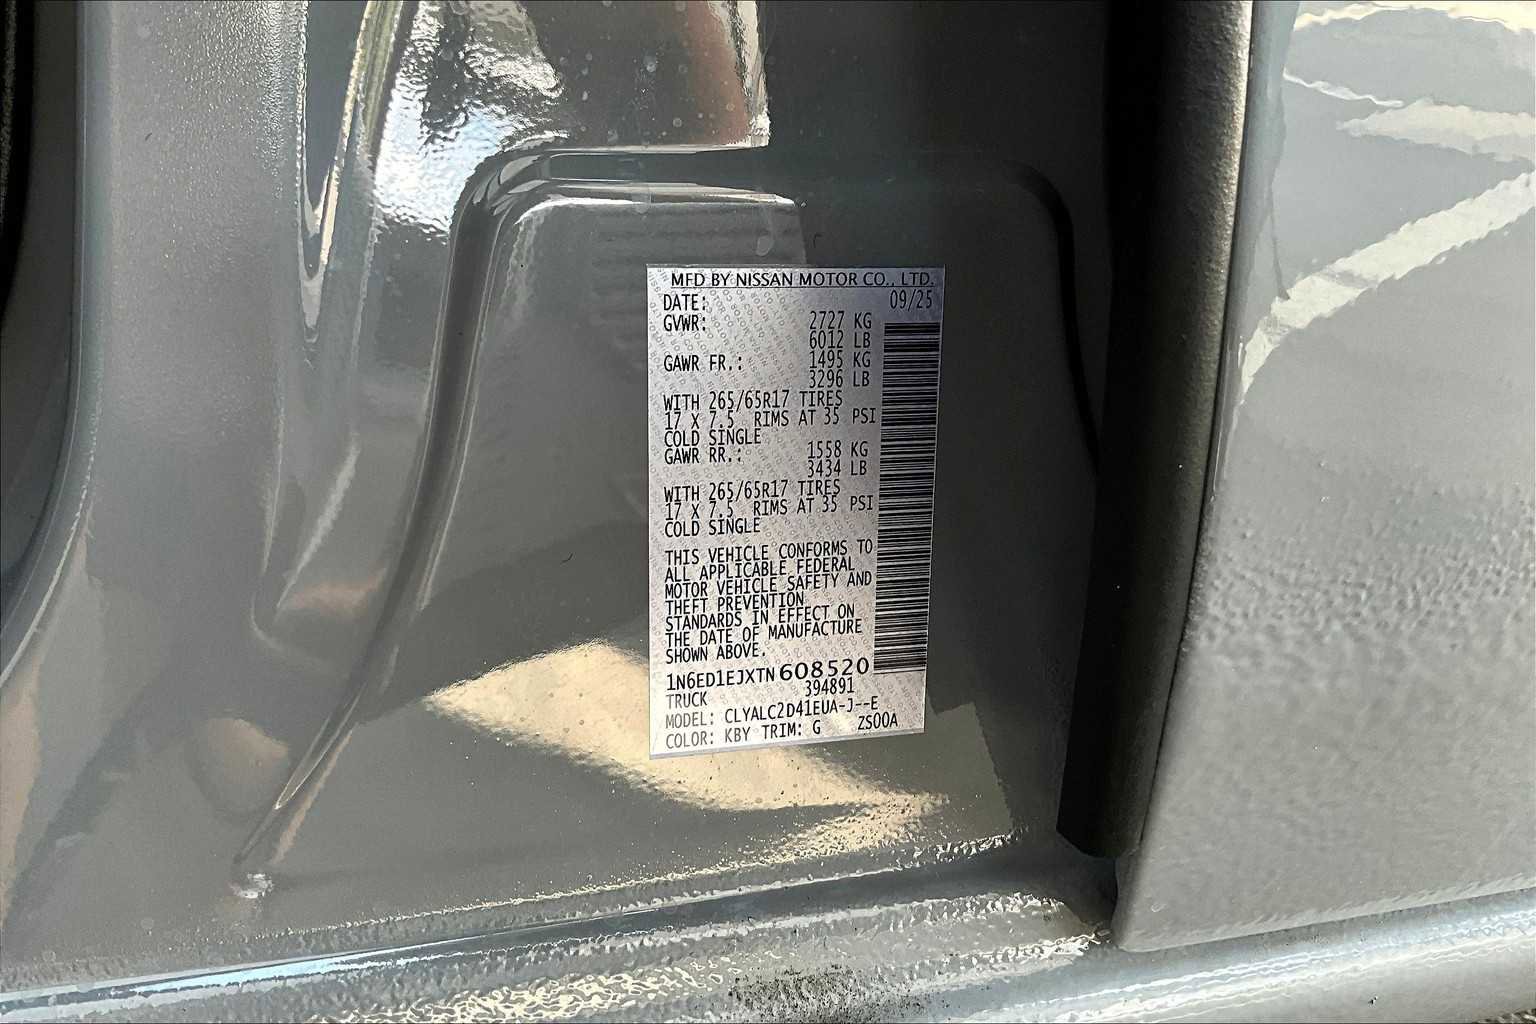 MFD BY NISSAN MOTOR CO., LTD.
DATE: 09/25
GVWR: 2727 KG
6012 LB
GAWR FR.: 1495 KG
3296 LB
WITH 265/65R17 TIRES
17 X 7.5 RIMS AT 35 PSI
COLD SINGLE
GAWR RR.: 1558 KG
3434 LB
WITH 265/65R17 TIRES
17 X 7.5 RIMS AT 35 PSI
COLD SINGLE
THIS VEHICLE CONFORMS TO
ALL APPLICABLE FEDERAL
MOTOR VEHICLE SAFETY AND
THEFT PREVENTION
STANDARDS IN EFFECT ON
THE DATE OF MANUFACTURE
SHOWN ABOVE.
1N6ED1EJXTN608520
TRUCK 394891
MODEL: CLYALC2D41EUA-J--E
COLOR: KBY TRIM: G ZS00A